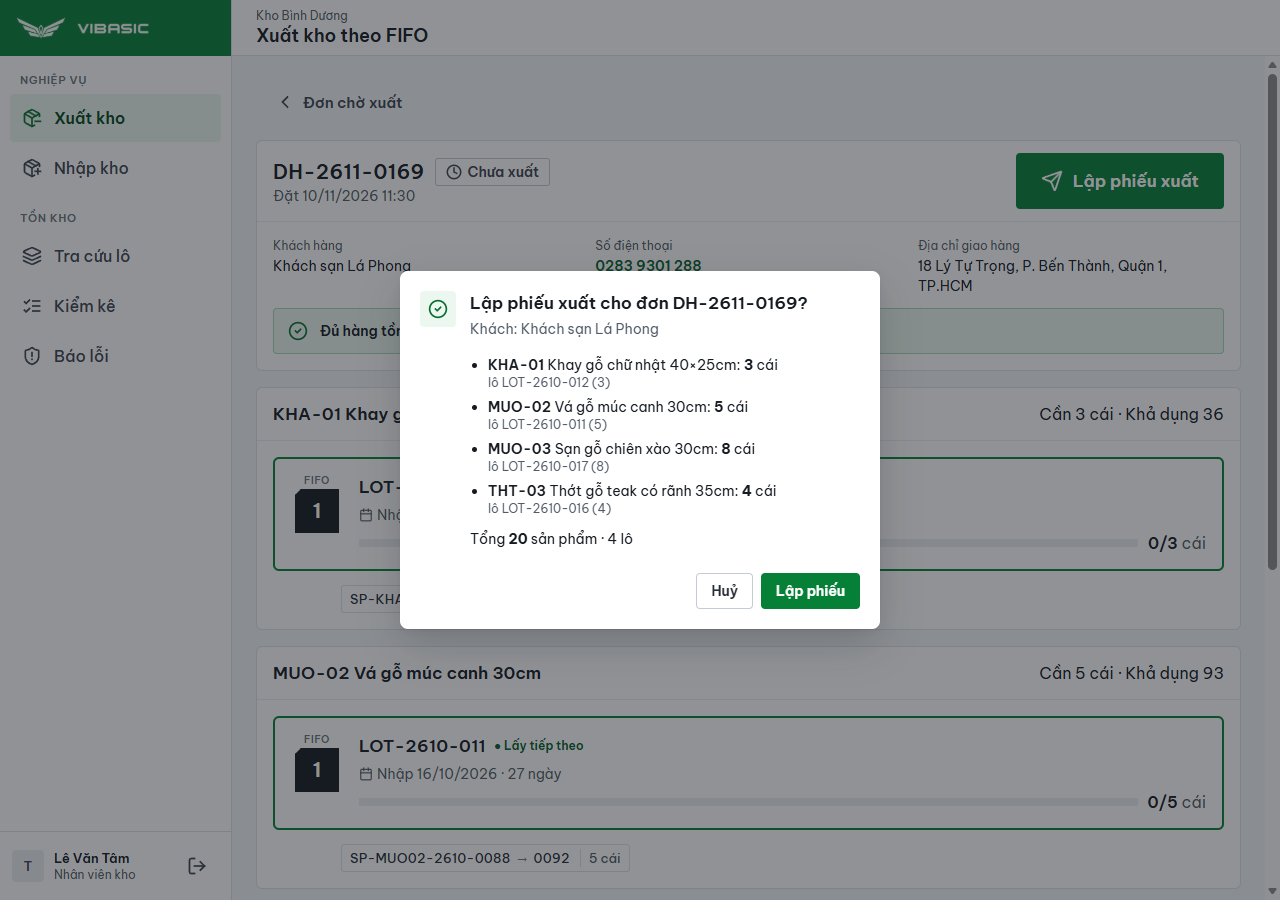 VIBASIC
Kho Bình Dương
Xuất kho theo FIFO
NGHIỆP VỤ
Xuất kho
Nhập kho
TỒN KHO
Tra cứu lô
Kiểm kê
Báo lỗi
T
Lê Văn Tâm
Nhân viên kho
Đơn chờ xuất
DH-2611-0169
Chưa xuất
Đặt 10/11/2026 11:30
Lập phiếu xuất
Khách hàng
Khách sạn Lá Phong
Số điện thoại
0283 9301 288
Địa chỉ giao hàng
18 Lý Tự Trọng, P. Bến Thành, Quận 1,
TP.HCM
Đủ hàng
Lập phiếu xuất cho đơn DH-2611-0169?
Khách: Khách sạn Lá Phong
• KHA-01 Khay gỗ chữ nhật 40×25cm: 3 cái
lô LOT-2610-012 (3)
• MUO-02 Vá gỗ múc canh 30cm: 5 cái
lô LOT-2610-011 (5)
• MUO-03 Sạn gỗ chiên xào 30cm: 8 cái
lô LOT-2610-017 (8)
• THT-03 Thớt gỗ teak có rãnh 35cm: 4 cái
lô LOT-2610-016 (4)
Tổng 20 sản phẩm · 4 lô
Huỷ
Lập phiếu
KHA-01 Khay
Cần 3 cái · Khả dụng 36
FIFO
1
LOT-
0/3 cái
SP-KHA
MUO-02 Vá gỗ múc canh 30cm
Cần 5 cái · Khả dụng 93
FIFO
1
LOT-2610-011 • Lấy tiếp theo
Nhập 16/10/2026 · 27 ngày
0/5 cái
SP-MUO02-2610-0088 → 0092
5 cái